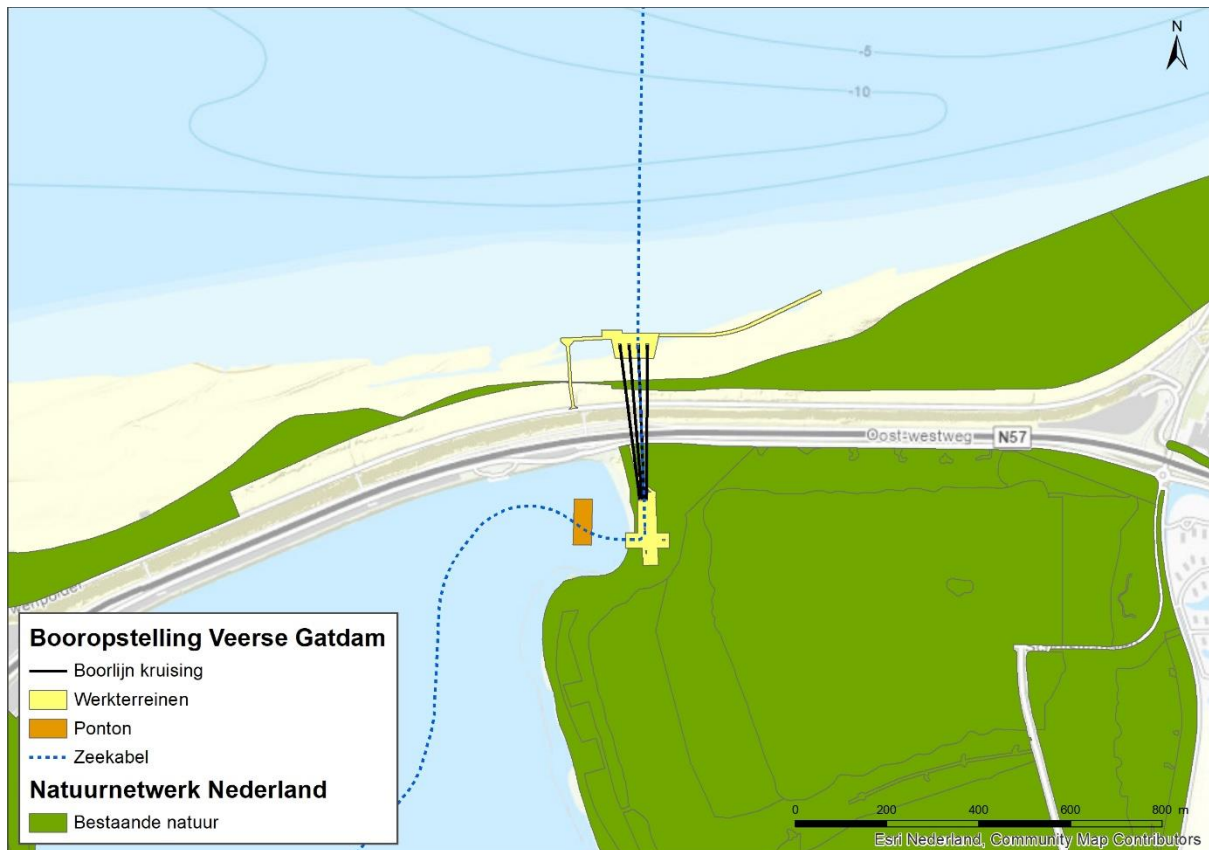 N
-5
-10
Oost-westweg
N57
Booropstelling Veerse Gatdam
Boorlijn kruising
Werkterreinen
Ponton
Zeekabel
Natuurnetwerk Nederland
Bestaande natuur
0 200 400 600 800 m
Esri Nederland, Community Map Contributors